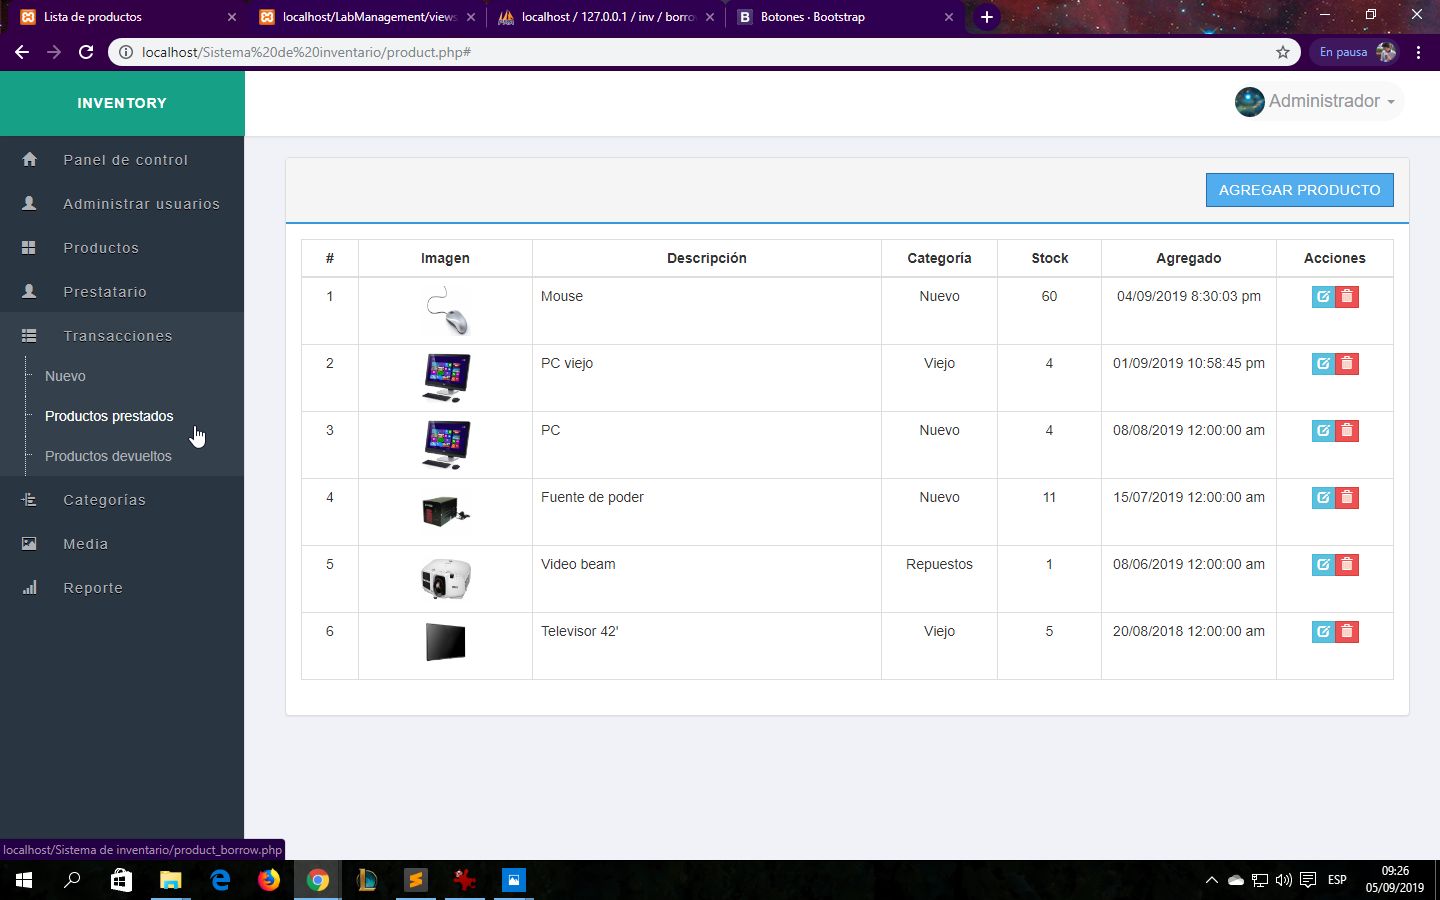 Lista de productos
localhost/LabManagement/views
localhost / 127.0.0.1 / inv / borro
Botones · Bootstrap
localhost/Sistema%20de%20inventario/product.php#
En pausa
INVENTORY
Administrador
Panel de control
Administrar usuarios
Productos
Prestatario
Transacciones
Nuevo
Productos prestados
Productos devueltos
Categorías
Media
Reporte
AGREGAR PRODUCTO
# Imagen Descripción Categoría Stock Agregado Acciones
1 Mouse Nuevo 60 04/09/2019 8:30:03 pm
2 PC viejo Viejo 4 01/09/2019 10:58:45 pm
3 PC Nuevo 4 08/08/2019 12:00:00 am
4 Fuente de poder Nuevo 11 15/07/2019 12:00:00 am
5 Video beam Repuestos 1 08/06/2019 12:00:00 am
6 Televisor 42' Viejo 5 20/08/2018 12:00:00 am
localhost/Sistema de inventario/product_borrow.php
ESP
09:26
05/09/2019